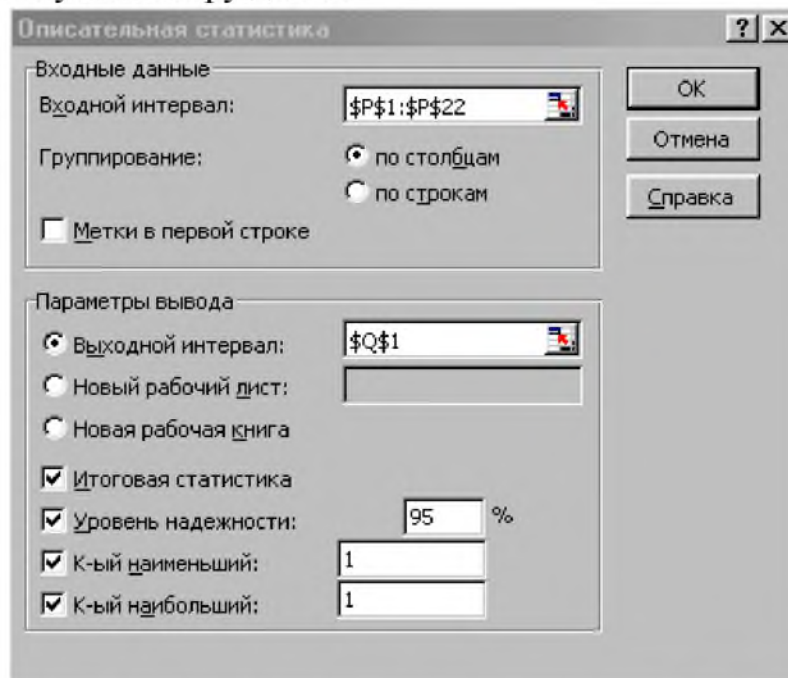 Описательная статистика
Входные данные
Входной интервал: $P$1:$P$22
Группирование: по столбцам
по строкам
Метки в первой строке
OK
Отмена
Справка
Параметры вывода
Выходной интервал: $Q$1
Новый рабочий лист:
Новая рабочая книга
Итоговая статистика
Уровень надежности: 95 %
К-ый наименьший: 1
К-ый наибольший: 1